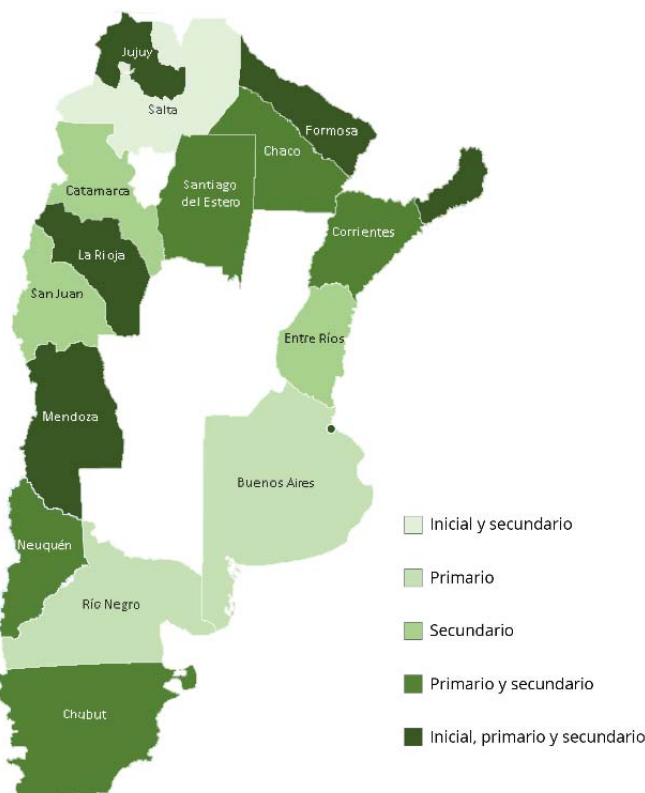 Jujuy
Salta
Formosa
Chaco
Santiago
del Estero
Catamarca
Corrientes
La Rioja
San Juan
Entre Ríos
Mendoza
Buenos Aires
Inicial y secundario
Neuquén
Primario
Río Negro
Secundario
Primario y secundario
Chubut
Inicial, primario y secundario